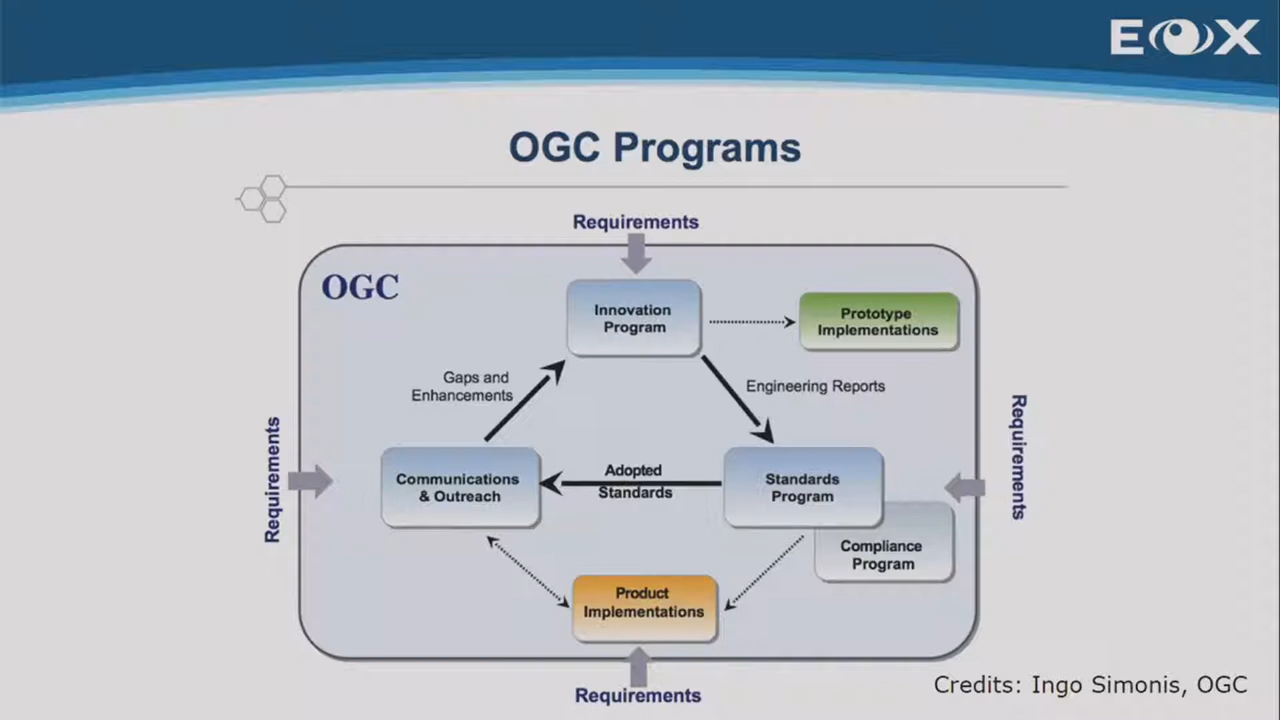 EOX
OGC Programs
Requirements
OGC
Innovation
Program
Prototype
Implementations
Gaps and
Enhancements
Engineering Reports
Requirements
Requirements
Communications
& Outreach
Adopted
Standards
Standards
Program
Compliance
Program
Product
Implementations
Requirements
Credits: Ingo Simonis, OGC